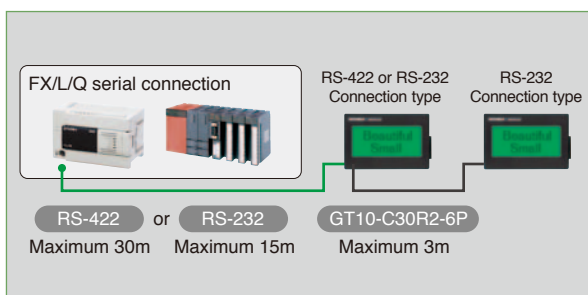 FX/L/Q serial connection
RS-422 or RS-232
Connection type
RS-232
Connection type
Beautiful
Small
Beautiful
Small
RS-422 or RS-232
GT10-C30R2-6P
Maximum 30m
Maximum 15m
Maximum 3m